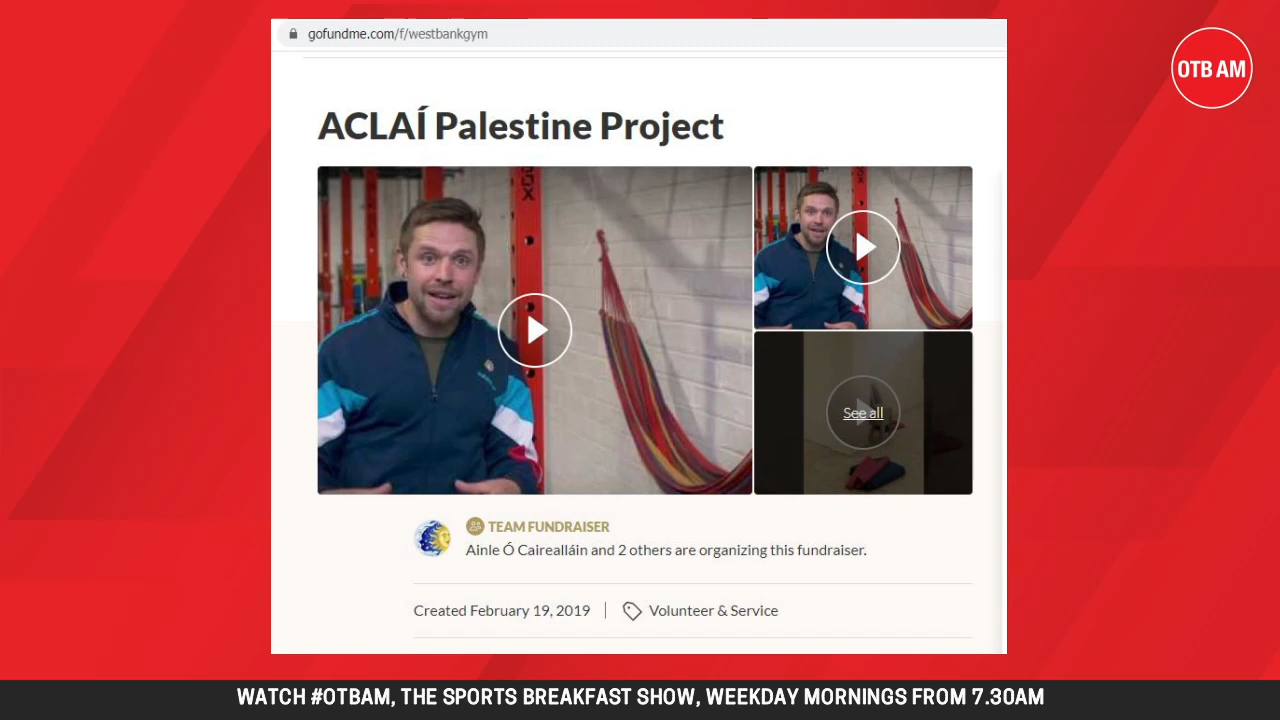 gofundme.com/f/westbankgym
OTB AM
ACLAÍ Palestine Project
See all
TEAM FUNDRAISER
Ainle Ó Cairealláin and 2 others are organizing this fundraiser.
Created February 19, 2019
Volunteer & Service
WATCH #OTBAM, THE SPORTS BREAKFAST SHOW, WEEKDAY MORNINGS FROM 7.30AM